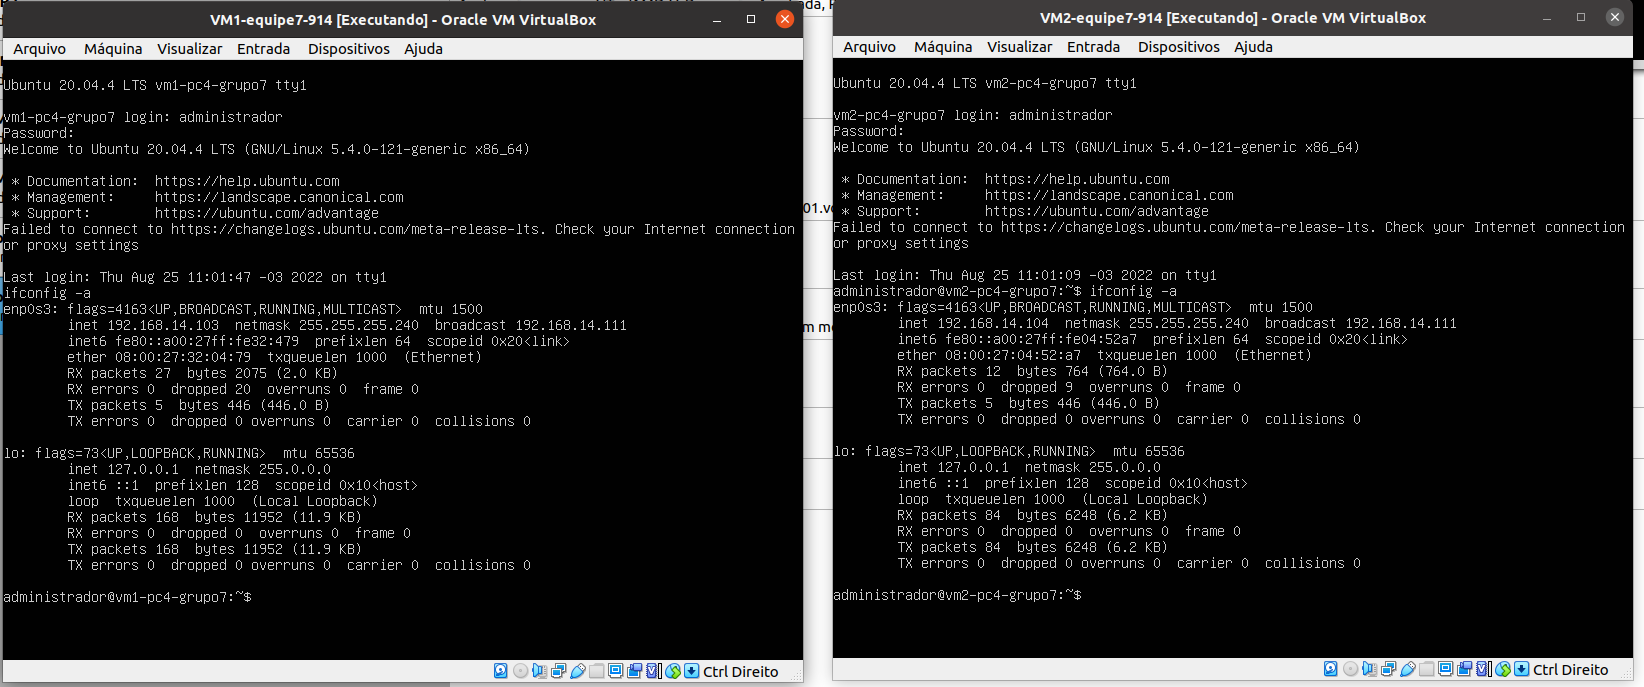 VM1-equipe7-914 [Executando] - Oracle VM VirtualBox
Arquivo Máquina Visualizar Entrada Dispositivos Ajuda
Ubuntu 20.04.4 LTS vm1-pc4-grupo7 tty1
vm1-pc4-grupo7 login: administrador
Password:
Welcome to Ubuntu 20.04.4 LTS (GNU/Linux 5.4.0-121-generic x86_64)
* Documentation: https://help.ubuntu.com
* Management: https://landscape.canonical.com
* Support: https://ubuntu.com/advantage
Failed to connect to https://changelogs.ubuntu.com/meta-release-lts. Check your Internet connection
or proxy settings
Last login: Thu Aug 25 11:01:47 -03 2022 on tty1
ifconfig -a
enp0s3: flags=4163<UP,BROADCAST,RUNNING,MULTICAST> mtu 1500
inet 192.168.14.103 netmask 255.255.255.240 broadcast 192.168.14.111
inet6 fe80::a00:27ff:fe32:479 prefixlen 64 scopeid 0x20<link>
ether 08:00:27:32:04:79 txqueuelen 1000 (Ethernet)
RX packets 27 bytes 2075 (2.0 KB)
RX errors 0 dropped 20 overruns 0 frame 0
TX packets 5 bytes 446 (446.0 B)
TX errors 0 dropped 0 overruns 0 carrier 0 collisions 0
lo: flags=73<UP,LOOPBACK,RUNNING> mtu 65536
inet 127.0.0.1 netmask 255.0.0.0
inet6 ::1 prefixlen 128 scopeid 0x10<host>
loop txqueuelen 1000 (Local Loopback)
RX packets 168 bytes 11952 (11.9 KB)
RX errors 0 dropped 0 overruns 0 frame 0
TX packets 168 bytes 11952 (11.9 KB)
TX errors 0 dropped 0 overruns 0 carrier 0 collisions 0
administrador@vm1-pc4-grupo7:~$
Ctrl Direito
VM2-equipe7-914 [Executando] - Oracle VM VirtualBox
Arquivo Máquina Visualizar Entrada Dispositivos Ajuda
Ubuntu 20.04.4 LTS vm2-pc4-grupo7 tty1
vm2-pc4-grupo7 login: administrador
Password:
Welcome to Ubuntu 20.04.4 LTS (GNU/Linux 5.4.0-121-generic x86_64)
* Documentation: https://help.ubuntu.com
* Management: https://landscape.canonical.com
* Support: https://ubuntu.com/advantage
Failed to connect to https://changelogs.ubuntu.com/meta-release-lts. Check your Internet connection
or proxy settings
Last login: Thu Aug 25 11:01:09 -03 2022 on tty1
administrador@vm2-pc4-grupo7:~$ ifconfig -a
enp0s3: flags=4163<UP,BROADCAST,RUNNING,MULTICAST> mtu 1500
inet 192.168.14.104 netmask 255.255.255.240 broadcast 192.168.14.111
inet6 fe80::a00:27ff:fe04:52a7 prefixlen 64 scopeid 0x20<link>
ether 08:00:27:04:52:a7 txqueuelen 1000 (Ethernet)
RX packets 12 bytes 764 (764.0 B)
RX errors 0 dropped 9 overruns 0 frame 0
TX packets 5 bytes 446 (446.0 B)
TX errors 0 dropped 0 overruns 0 carrier 0 collisions 0
lo: flags=73<UP,LOOPBACK,RUNNING> mtu 65536
inet 127.0.0.1 netmask 255.0.0.0
inet6 ::1 prefixlen 128 scopeid 0x10<host>
loop txqueuelen 1000 (Local Loopback)
RX packets 84 bytes 6248 (6.2 KB)
RX errors 0 dropped 0 overruns 0 frame 0
TX packets 84 bytes 6248 (6.2 KB)
TX errors 0 dropped 0 overruns 0 carrier 0 collisions 0
administrador@vm2-pc4-grupo7:~$
Ctrl Direito